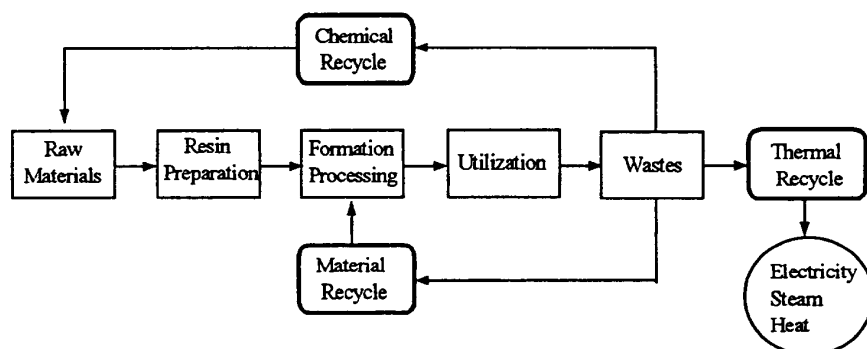 Chemical
Recycle
Raw
Materials
Resin
Preparation
Formation
Processing
Utilization
Wastes
Thermal
Recycle
Material
Recycle
Electricity
Steam
Heat